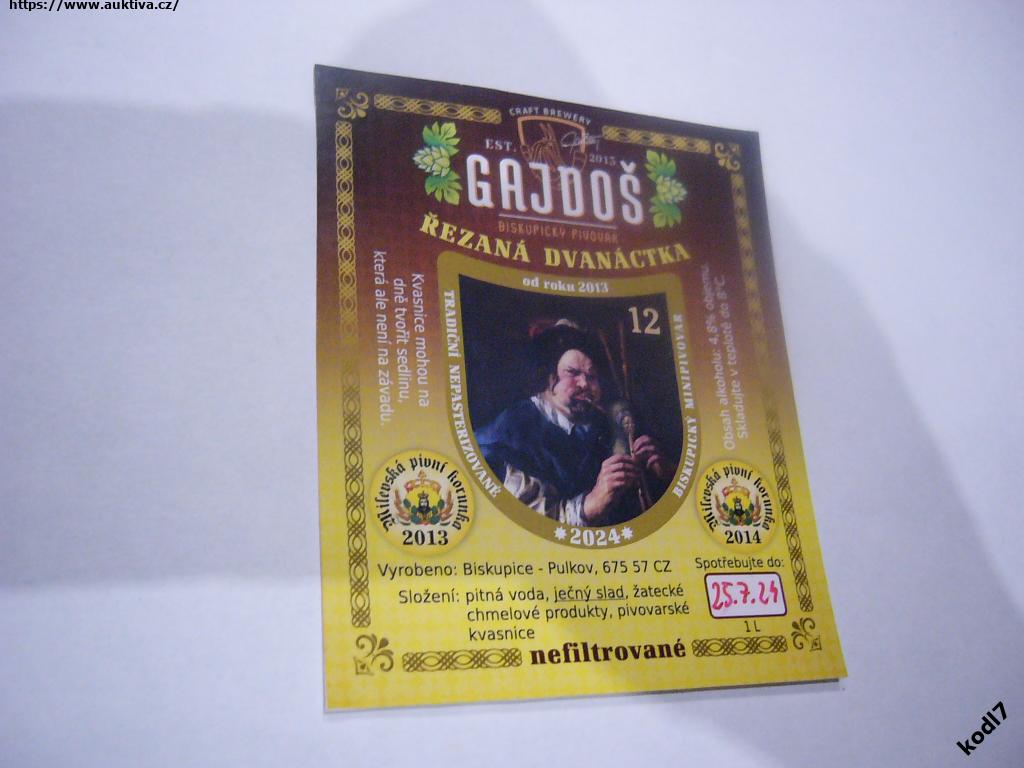 https://www.auktiva.cz/
CRAFT BREWERY
EST. 2013
GAJDOŠ
BISKUPICKÝ PIVOVAR
ŘEZANÁ DVANÁCTKA
od roku 2013
12
TRADIČNÍ NEPASTERIZOVANÉ
BISKUPICKÝ MINIPIVOVAR
✸2024✸
Kvasnice mohou na
dně tvořit sedlinu,
která ale není na závadu.
Obsah alkoholu: 4,8% objemu.
Skladujte v teplotě do 8°C.
Milevská pivní korunka
2013
Milevská pivní korunka
2014
Vyrobeno: Biskupice - Pulkov, 675 57 CZ
Spotřebujte do:
25.7.24
1 L
Složení: pitná voda, ječný slad, žatecké
chmelové produkty, pivovarské
kvasnice
nefiltrované
kodl7